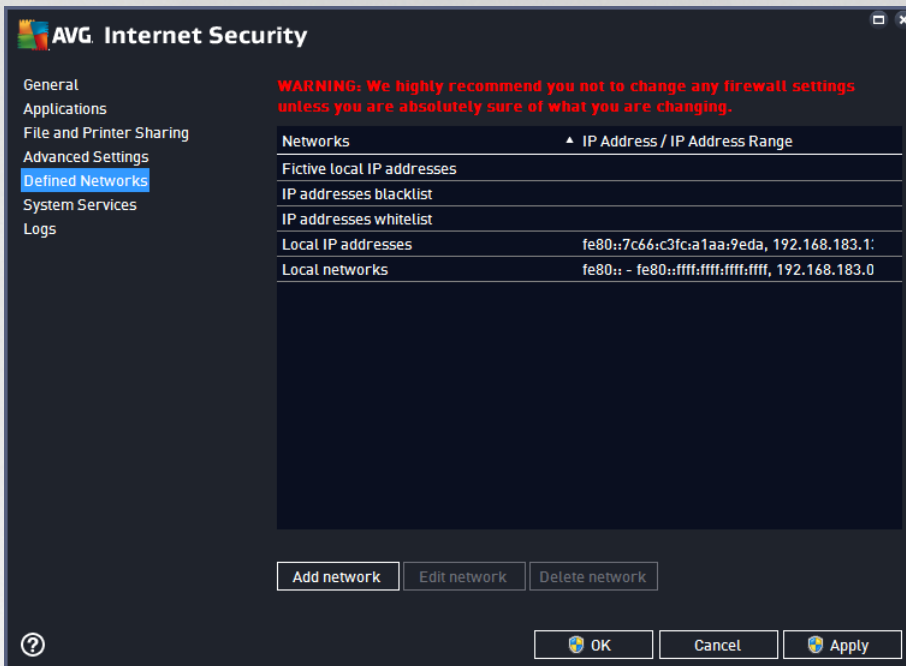 AVG. Internet Security
General
Applications
File and Printer Sharing
Advanced Settings
Defined Networks
System Services
Logs
WARNING: We highly recommend you not to change any firewall settings
unless you are absolutely sure of what you are changing.
Networks ▲ IP Address / IP Address Range
Fictive local IP addresses
IP addresses blacklist
IP addresses whitelist
Local IP addresses fe80::7c66:c3fc:a1aa:9eda, 192.168.183.1
Local networks fe80:: - fe80::ffff:ffff:ffff:ffff, 192.168.183.0
Add network Edit network Delete network
? OK Cancel Apply